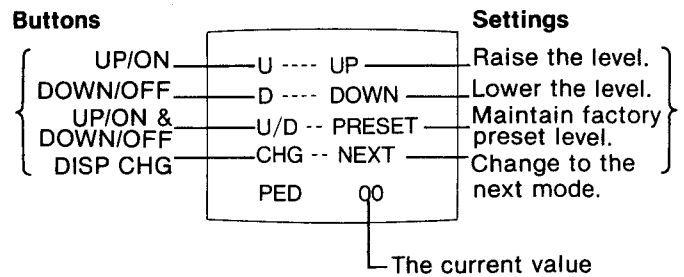 Buttons
Settings
UP/ON
U ---- UP
Raise the level.
DOWN/OFF
D ---- DOWN
Lower the level.
UP/ON &
DOWN/OFF
U/D -- PRESET
Maintain factory
preset level.
DISP CHG
CHG -- NEXT
Change to the
next mode.
PED 00
The current value